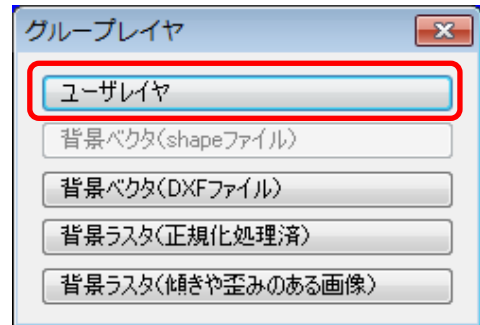 グループレイヤ
ユーザレイヤ
背景ベクタ(shapeファイル)
背景ベクタ(DXFファイル)
背景ラスタ(正規化処理済)
背景ラスタ(傾きや歪みのある画像)